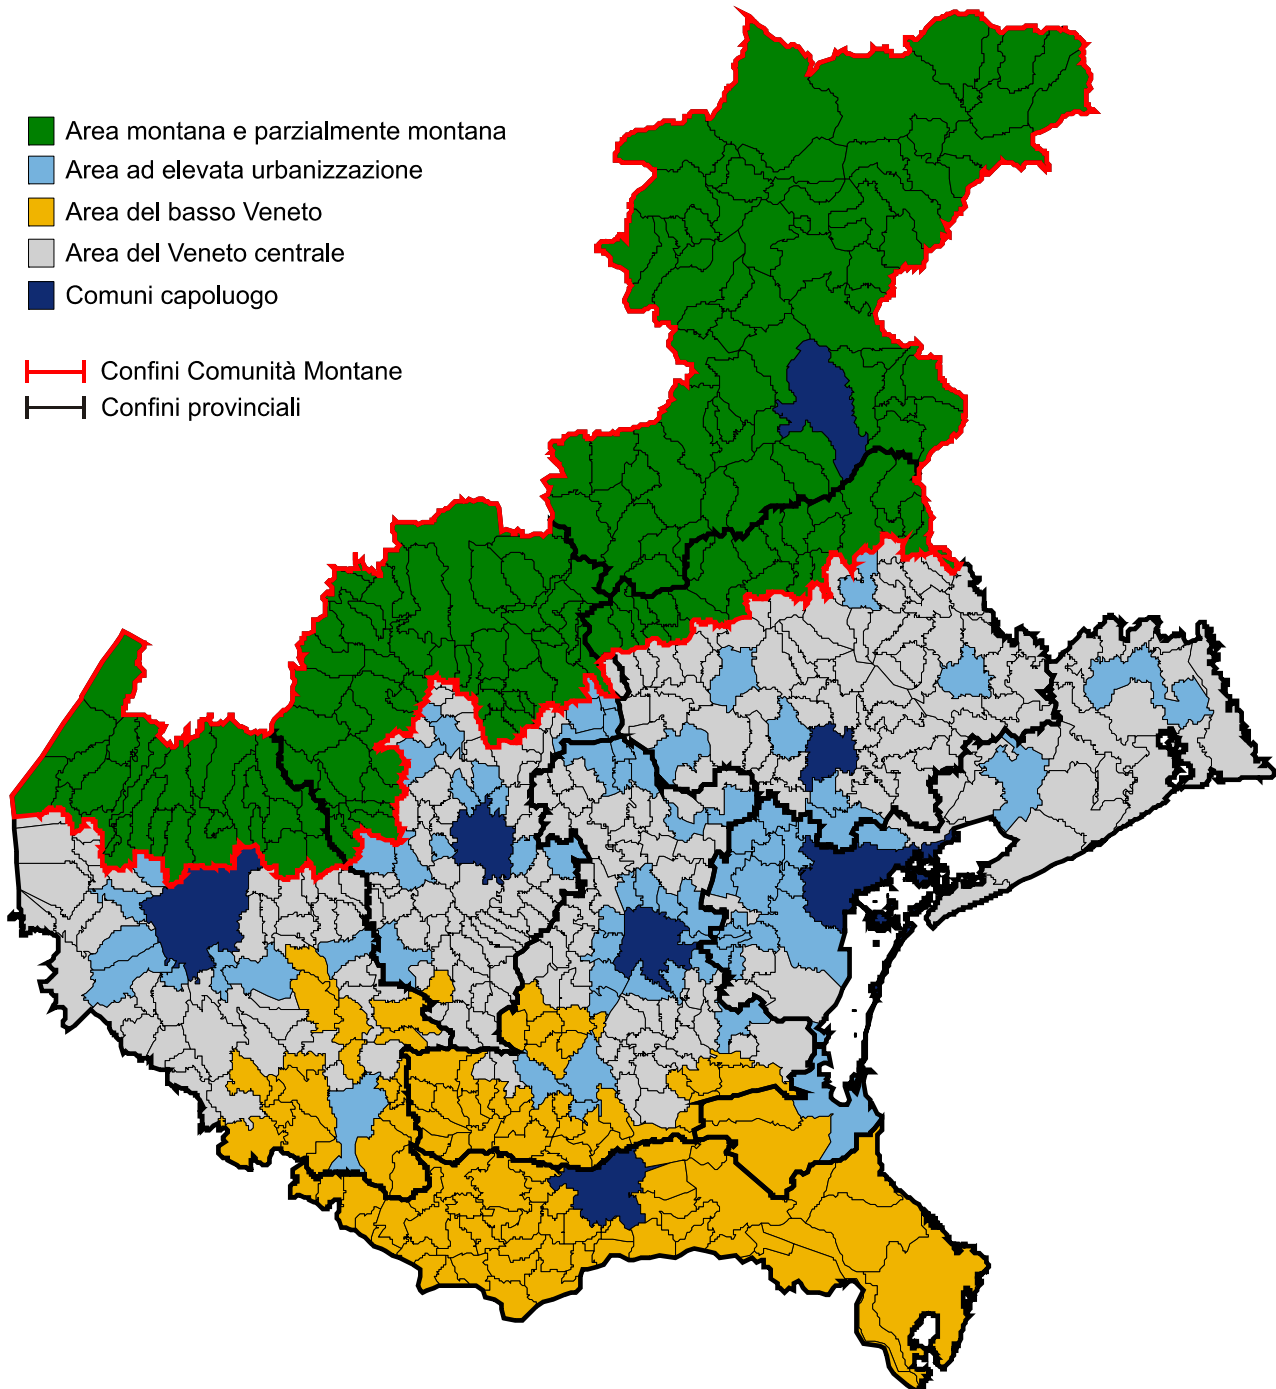 Area montana e parzialmente montana
Area ad elevata urbanizzazione
Area del basso Veneto
Area del Veneto centrale
Comuni capoluogo
Confini Comunità Montane
Confini provinciali